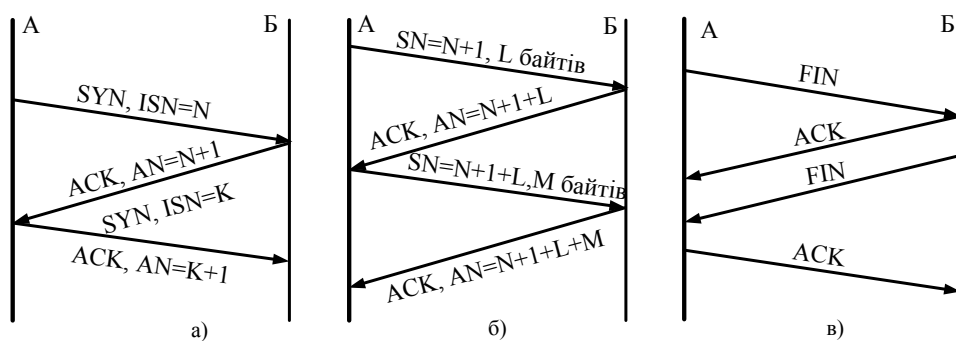 А
Б
SYN, ISN=N
ACK, AN=N+1
SYN, ISN=K
ACK, AN=K+1
а)
А
Б
SN=N+1, L байтів
ACK, AN=N+1+L
SN=N+1+L,M байтів
ACK, AN=N+1+L+M
б)
А
Б
FIN
ACK
FIN
ACK
в)